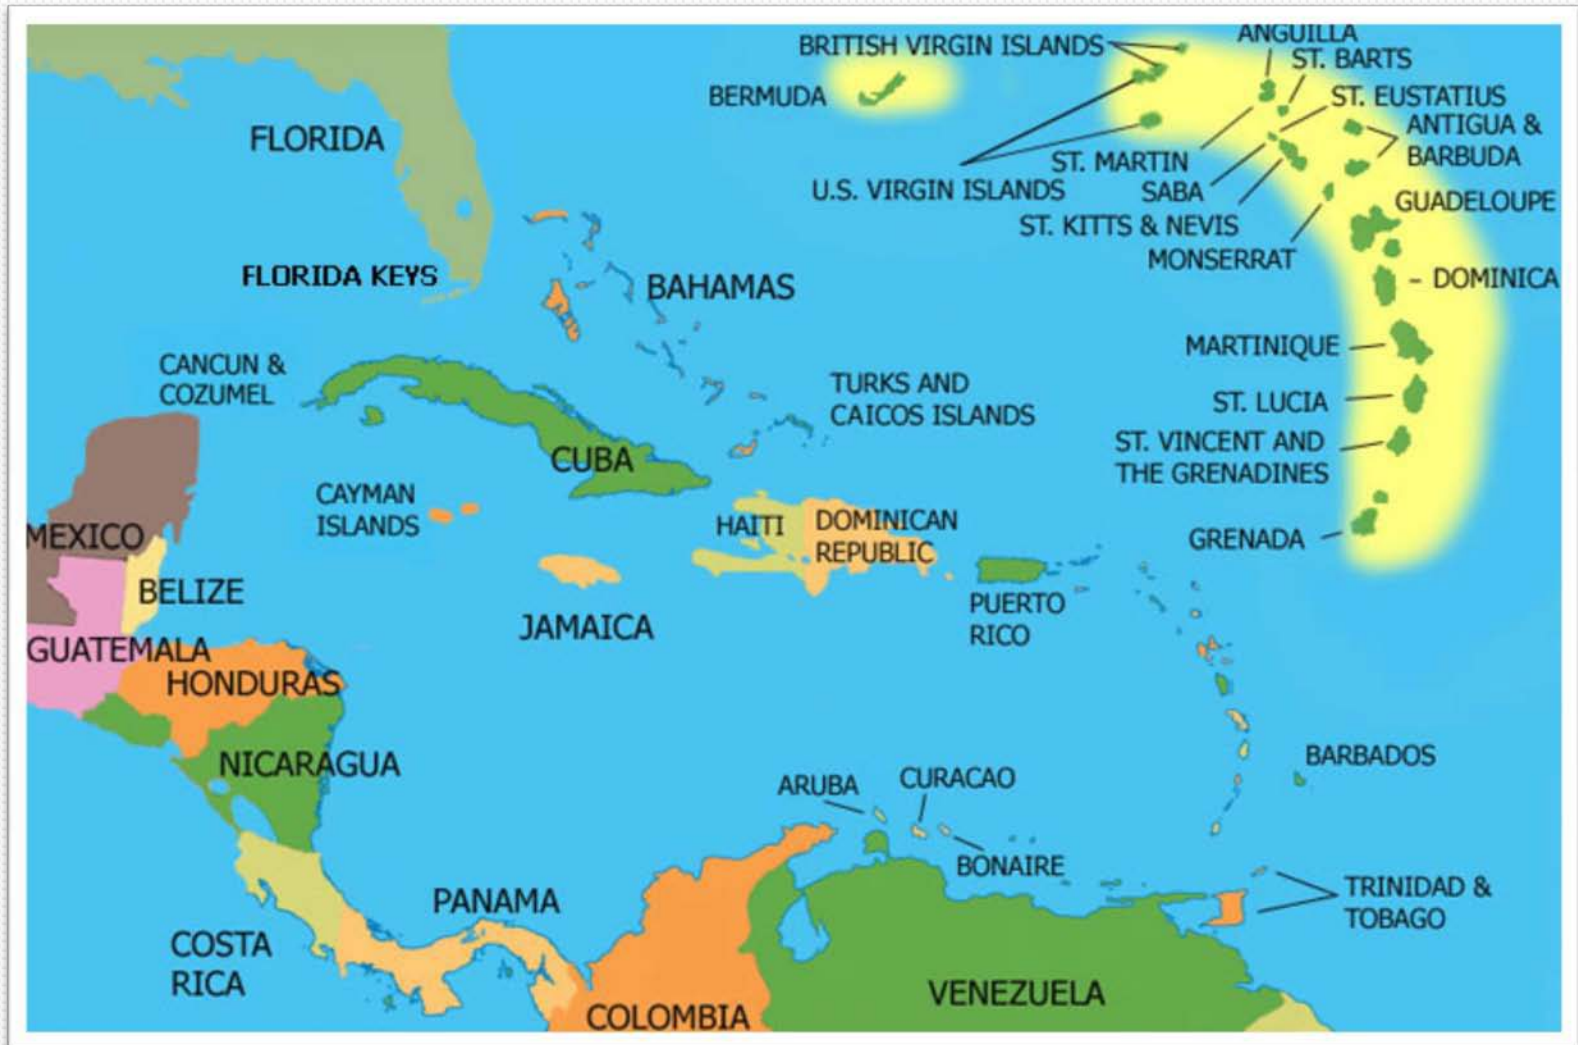 BRITISH VIRGIN ISLANDS
ANGUILLA
ST. BARTS
BERMUDA
ST. EUSTATIUS
ANTIGUA &
BARBUDA
FLORIDA
ST. MARTIN
U.S. VIRGIN ISLANDS
SABA
GUADELOUPE
ST. KITTS & NEVIS
MONSERRAT
FLORIDA KEYS
BAHAMAS
DOMINICA
MARTINIQUE
CANCUN &
COZUMEL
TURKS AND
CAICOS ISLANDS
ST. LUCIA
ST. VINCENT AND
THE GRENADINES
CUBA
CAYMAN
ISLANDS
HAITI
DOMINICAN
REPUBLIC
GRENADA
MEXICO
BELIZE
PUERTO
RICO
JAMAICA
GUATEMALA
HONDURAS
NICARAGUA
BARBADOS
ARUBA
CURACAO
BONAIRE
PANAMA
TRINIDAD &
TOBAGO
COSTA
RICA
VENEZUELA
COLOMBIA